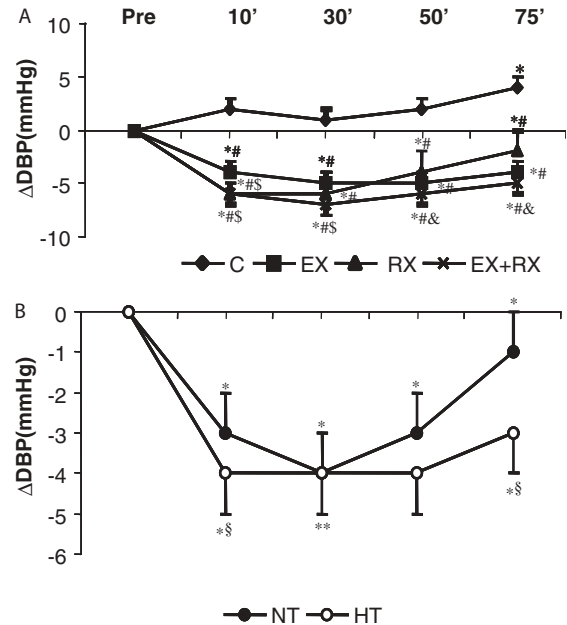 A
Pre 10’ 30’ 50’ 75’
ΔDBP(mmHg)
10
5
0
-5
-10
*
*# *# *# *#
*#$ *# *# *#
*#$ *#$ *#& *#&
C EX RX EX+RX
B
ΔDBP(mmHg)
0
-1
-2
-3
-4
-5
-6
* * * *
*§ ** *§
NT HT